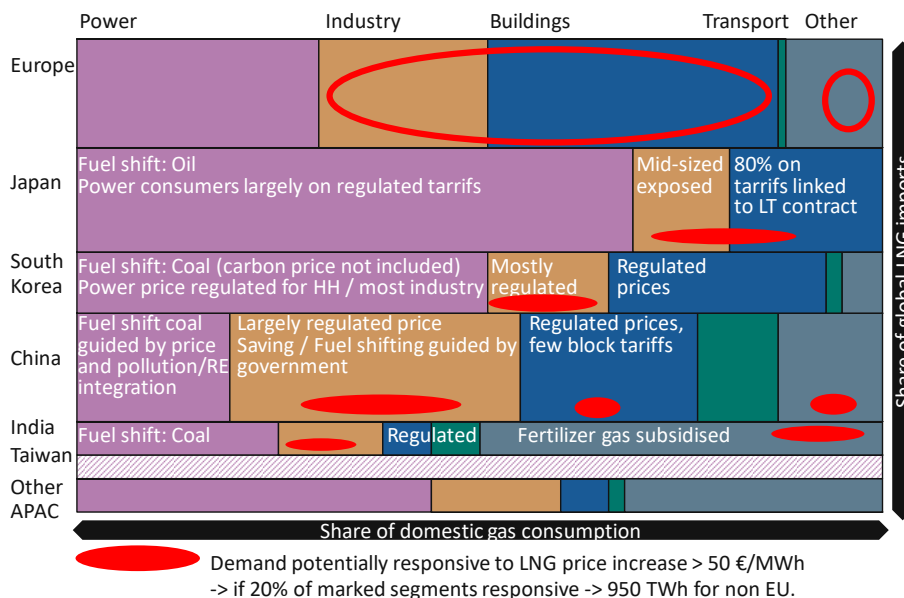 Power Industry Buildings Transport Other
Europe
Japan
Fuel shift: Oil
Power consumers largely on regulated tarrifs
Mid-sized
exposed
80% on
tarrifs linked
to LT contract
South
Korea
Fuel shift: Coal (carbon price not included)
Power price regulated for HH / most industry
Mostly
regulated
Regulated
prices
China
Fuel shift coal
guided by price
and pollution/RE
integration
Largely regulated price
Saving / Fuel shifting guided by
government
Regulated prices,
few block tariffs
India
Fuel shift: Coal
Regulated
Fertilizer gas subsidised
Taiwan
Other
APAC
Share of global LNG imports
Share of domestic gas consumption
Demand potentially responsive to LNG price increase > 50 €/MWh
-> if 20% of marked segments responsive -> 950 TWh for non EU.